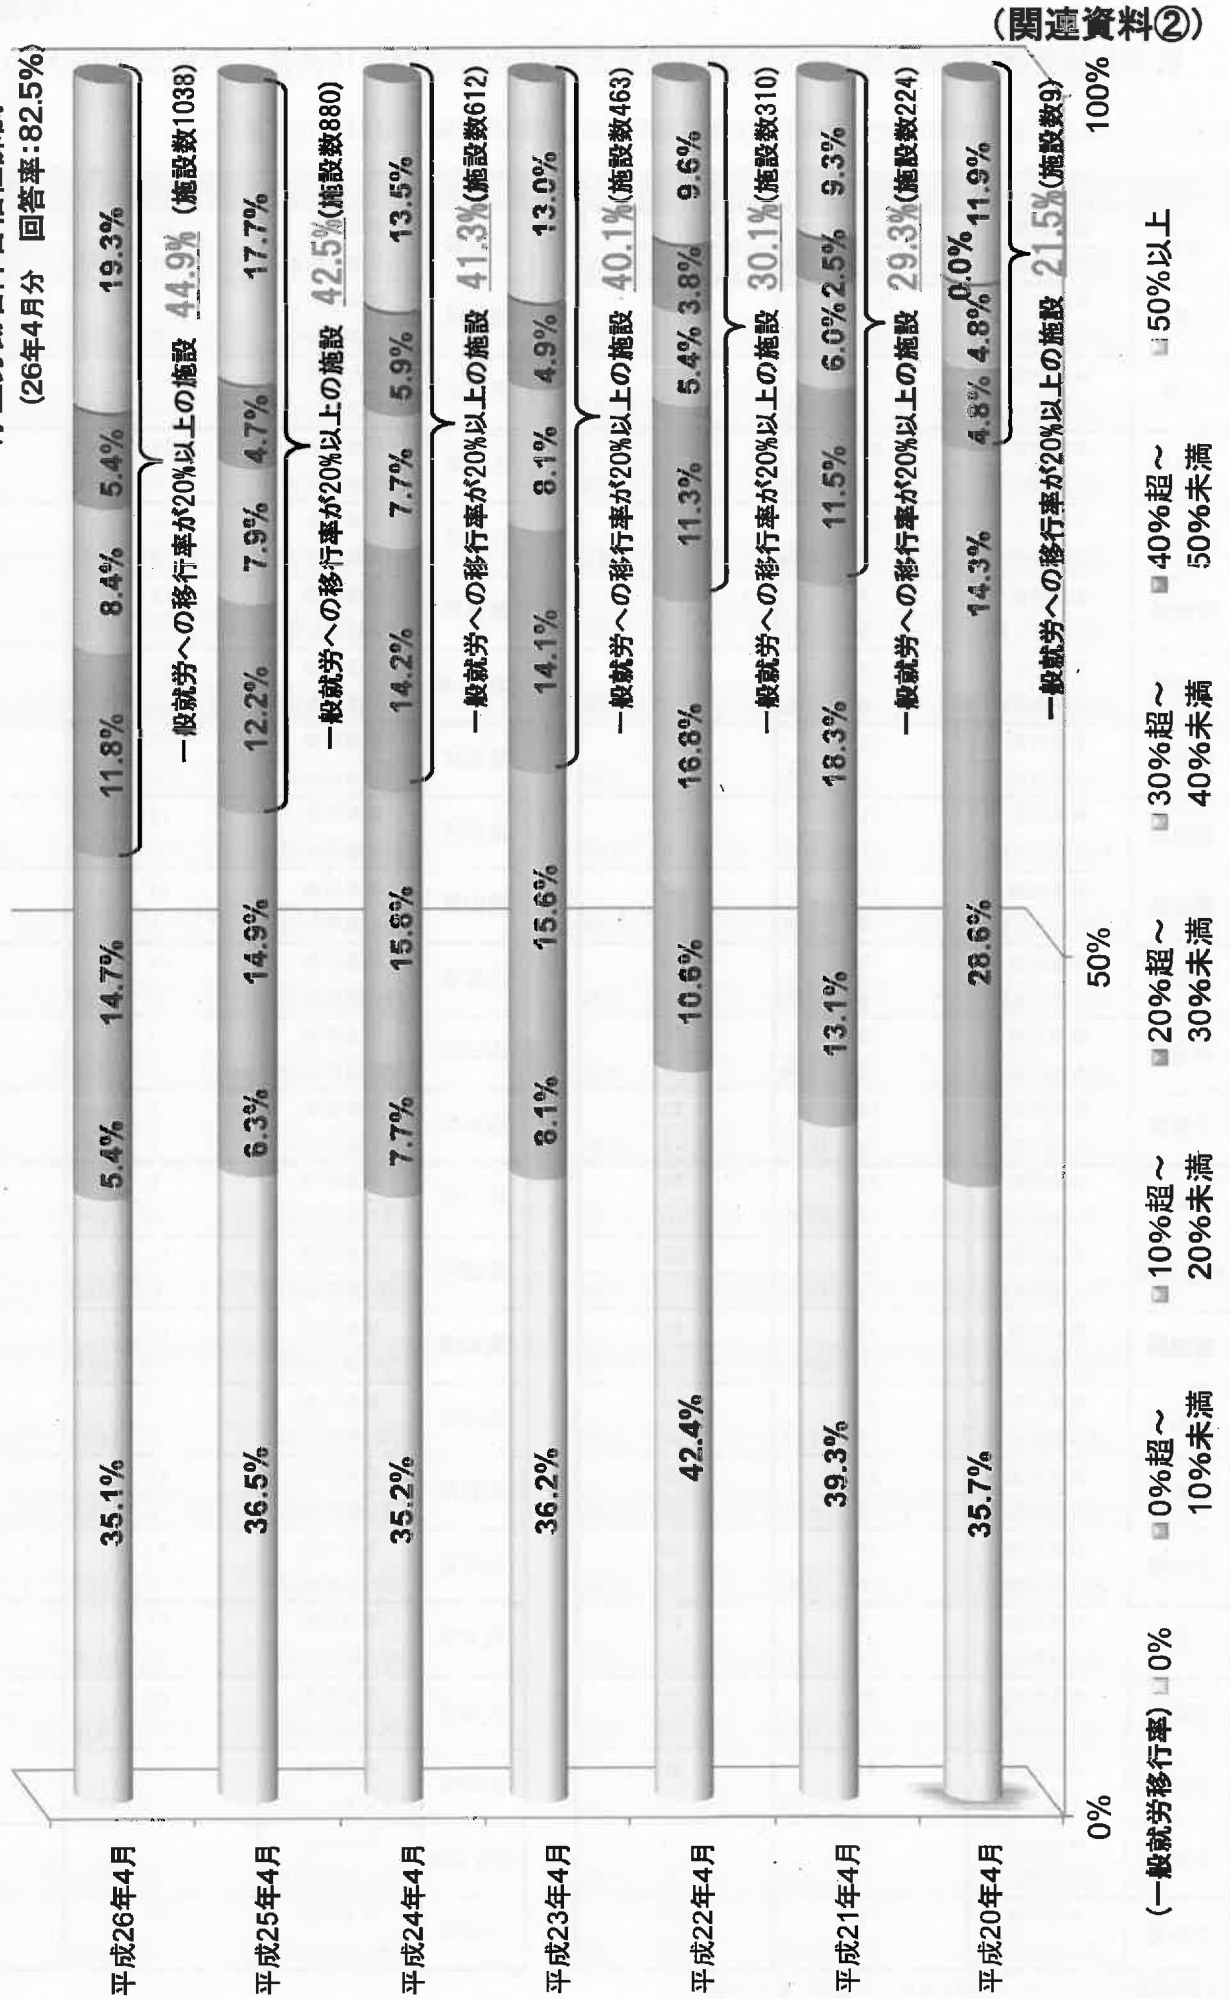 (関連資料②)
(26年4月分 回答率:82.5%)
平成26年4月 35.1% 5.4% 14.7% 11.8% 8.4% 5.4% 19.3%
一般就労への移行率が20%以上の施設 44.9% (施設数1038)
平成25年4月 36.5% 6.3% 14.9% 12.2% 7.9% 4.7% 17.7%
一般就労への移行率が20%以上の施設 42.5%(施設数880)
平成24年4月 35.2% 7.7% 15.8% 14.2% 7.7% 5.9% 13.5%
一般就労への移行率が20%以上の施設 41.3%(施設数612)
平成23年4月 36.2% 8.1% 15.6% 14.1% 8.1% 4.9% 13.0%
一般就労への移行率が20%以上の施設 40.1%(施設数463)
平成22年4月 42.4% 10.6% 16.8% 11.3% 5.4% 3.8% 9.6%
一般就労への移行率が20%以上の施設 30.1%(施設数310)
平成21年4月 39.3% 13.1% 18.3% 11.5% 6.0% 2.5% 9.3%
一般就労への移行率が20%以上の施設 29.3%(施設数224)
平成20年4月 35.7% 28.6% 14.3% 4.8% 4.8% 0.0% 11.9%
一般就労への移行率が20%以上の施設 21.5%(施設数9)
0% 50% 100%
(一般就労移行率) 0% 0%超～ 10%超～ 20%超～ 30%超～ 40%超～ 50%以上
10%未満 20%未満 30%未満 40%未満 50%未満